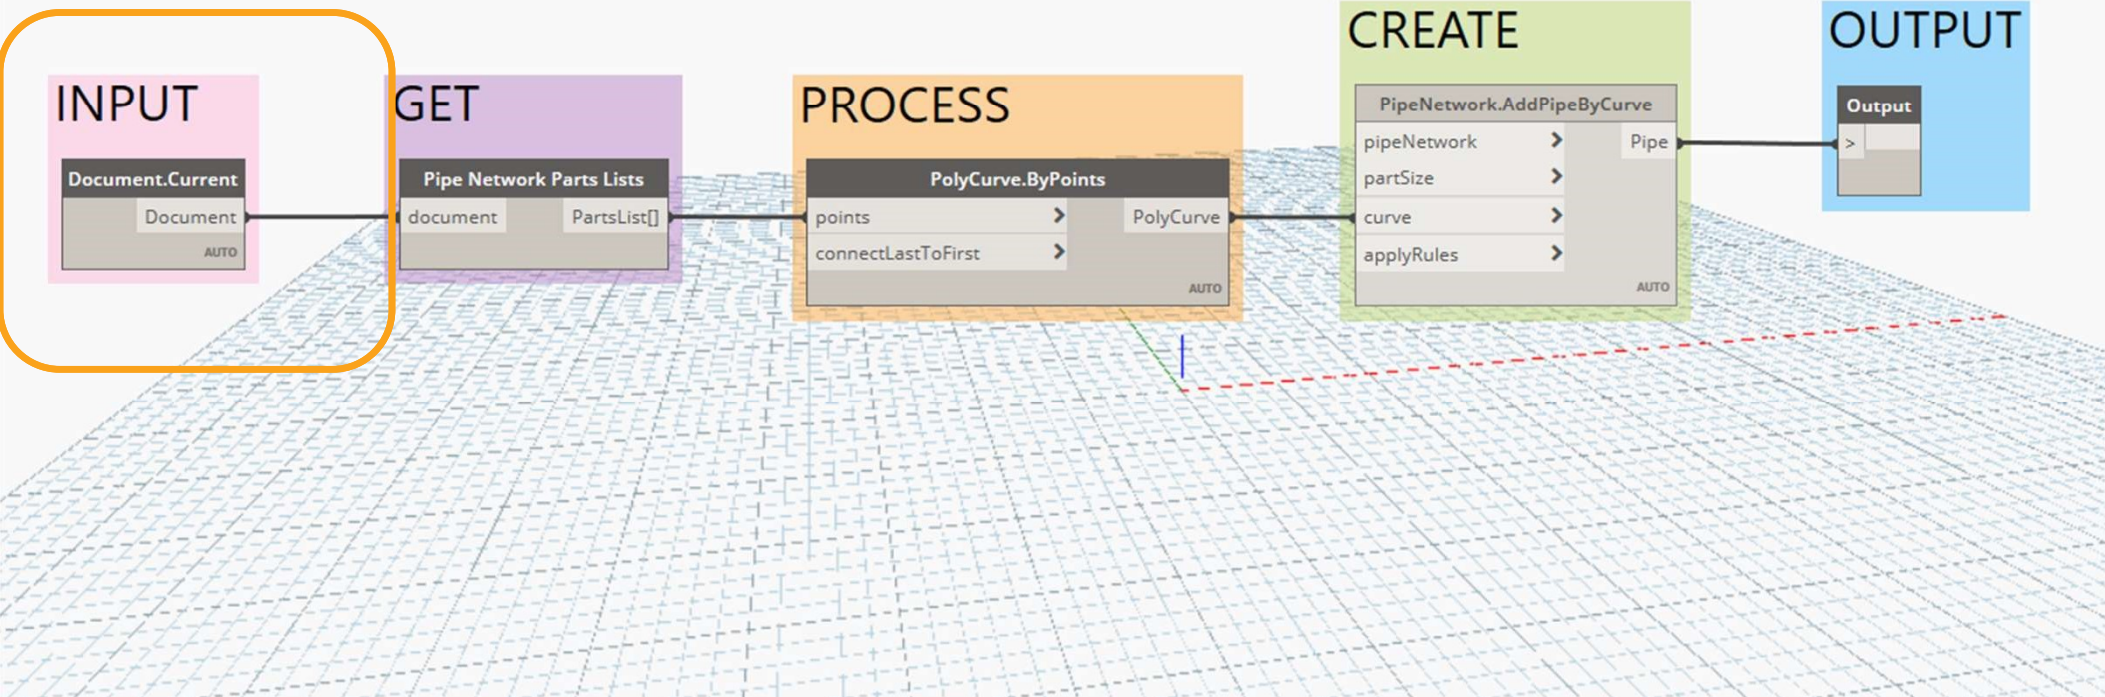 INPUT
Document.Current
Document
AUTO
GET
Pipe Network Parts Lists
document
PartsList[]
PROCESS
PolyCurve.ByPoints
points
PolyCurve
connectLastToFirst
AUTO
CREATE
PipeNetwork.AddPipeByCurve
pipeNetwork
Pipe
partSize
curve
applyRules
AUTO
OUTPUT
Output
>